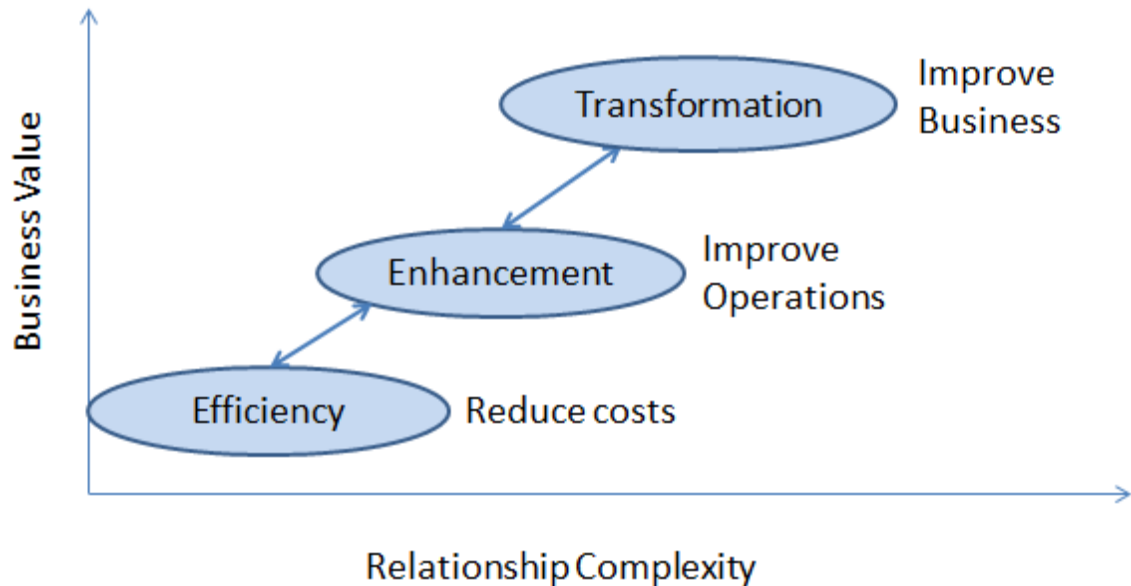 Business Value
Transformation
Improve
Business
Enhancement
Improve
Operations
Efficiency
Reduce costs
Relationship Complexity